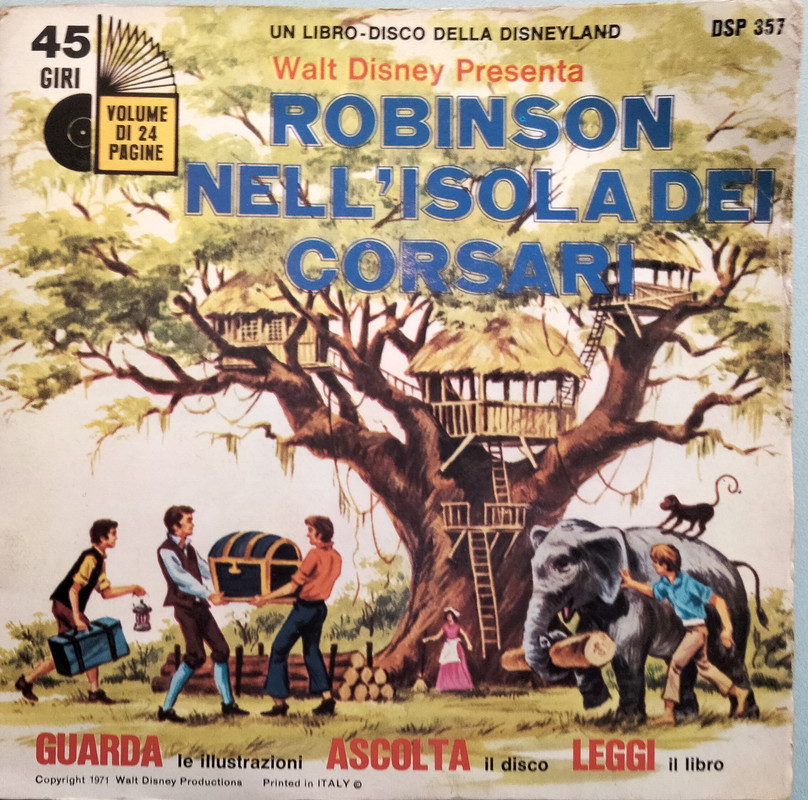 UN LIBRO-DISCO DELLA DISNEYLAND
DSP 357
45
GIRI
VOLUME
DI 24
PAGINE
Walt Disney Presenta
ROBINSON
NELL'ISOLA DEI
CORSARI
GUARDA le illustrazioni ASCOLTA il disco LEGGI il libro
Copyright 1971 Walt Disney Productions Printed in ITALY ©